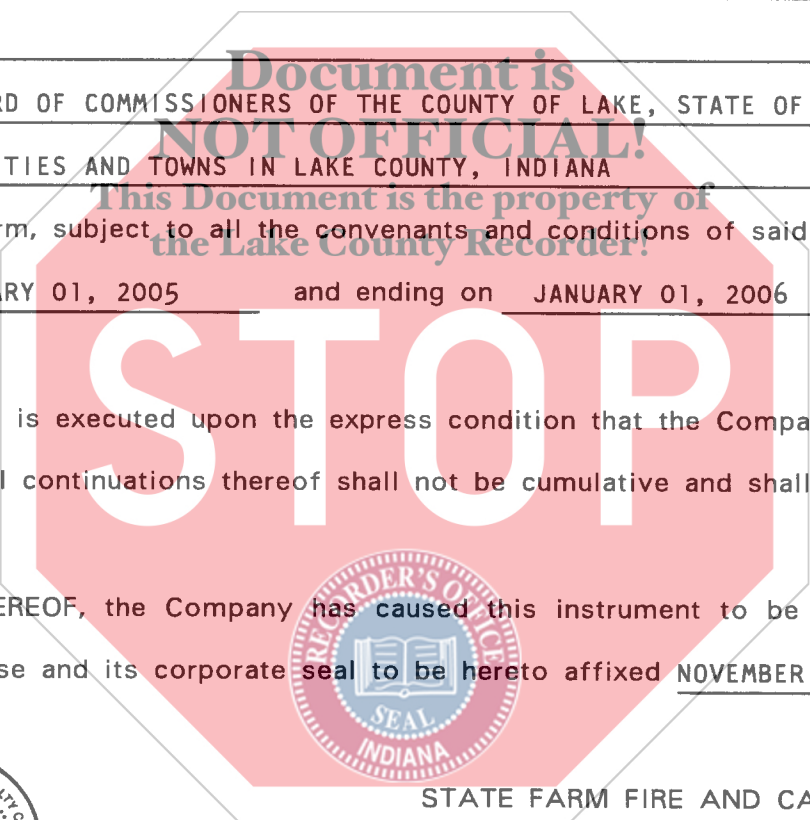 Document is
RD OF COMMISSIONERS OF THE COUNTY OF LAKE, STATE OF
NOT OFFICIAL!
TIES AND TOWNS IN LAKE COUNTY, INDIANA
This Document is the property of
rm, subject to all the convenants and conditions of said
the Lake County Recorder!
ARY 01, 2005 and ending on JANUARY 01, 2006
STOP
is executed upon the express condition that the Compa
l continuations thereof shall not be cumulative and shall
RECORDER'S OFFICE
EREOF, the Company has caused this instrument to be
se and its corporate seal to be hereto affixed NOVEMBER
SEAL
INDIANA
STATE FARM FIRE AND CA